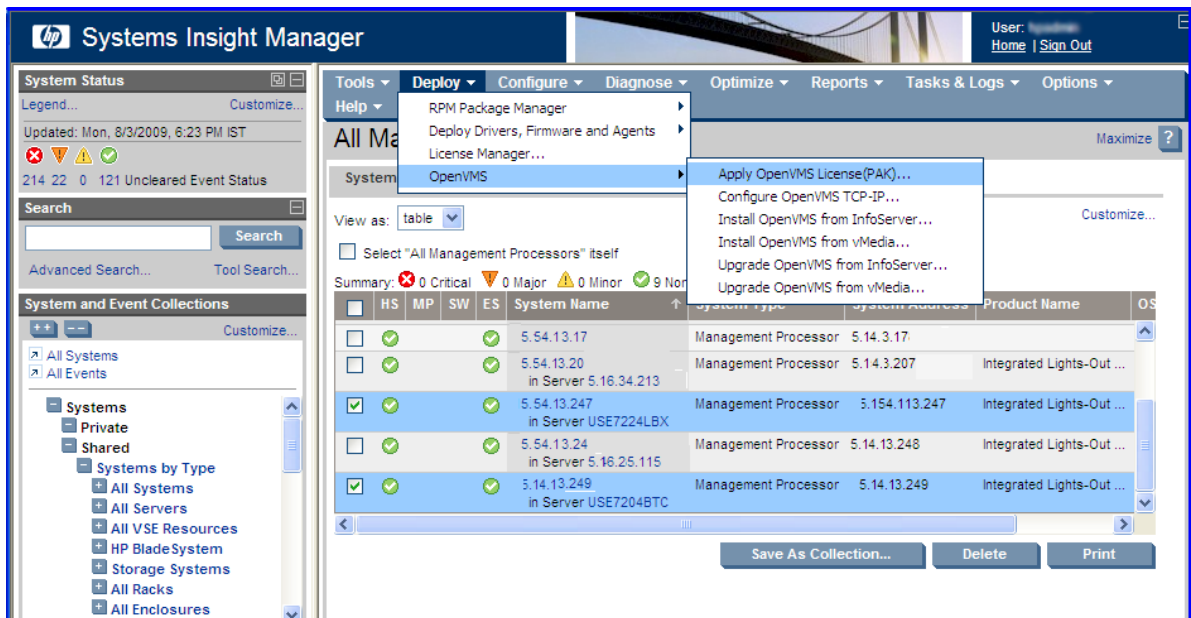 hp Systems Insight Manager
User:
Home | Sign Out
System Status
Legend... Customize...
Updated: Mon, 8/3/2009, 6:23 PM IST
214 22 0 121 Uncleared Event Status
Search
Search
Advanced Search... Tool Search...
System and Event Collections
Customize...
All Systems
All Events
Systems
Private
Shared
Systems by Type
All Systems
All Servers
All VSE Resources
HP BladeSystem
Storage Systems
All Racks
All Enclosures
Tools Deploy Configure Diagnose Optimize Reports Tasks & Logs Options
Help
RPM Package Manager
Deploy Drivers, Firmware and Agents
License Manager...
OpenVMS
Apply OpenVMS License(PAK)...
Configure OpenVMS TCP-IP...
Install OpenVMS from InfoServer...
Install OpenVMS from vMedia...
Upgrade OpenVMS from InfoServer...
Upgrade OpenVMS from vMedia...
All Ma
Maximize ?
System
View as: table
Customize...
Select "All Management Processors" itself
Summary: 0 Critical 0 Major 0 Minor 9 Nor
HS MP SW ES System Name System Type System Address Product Name OS
5.54.13.17 Management Processor 5.14.3.17
5.54.13.20 Management Processor 5.14.3.207 Integrated Lights-Out ...
in Server 5.16.34.213
5.54.13.247 Management Processor 5.154.113.247 Integrated Lights-Out ...
in Server USE7224LBX
5.54.13.24 Management Processor 5.14.13.248 Integrated Lights-Out ...
in Server 5.16.25.115
5.14.13.249 Management Processor 5.14.13.249 Integrated Lights-Out ...
in Server USE7204BTC
Save As Collection... Delete Print